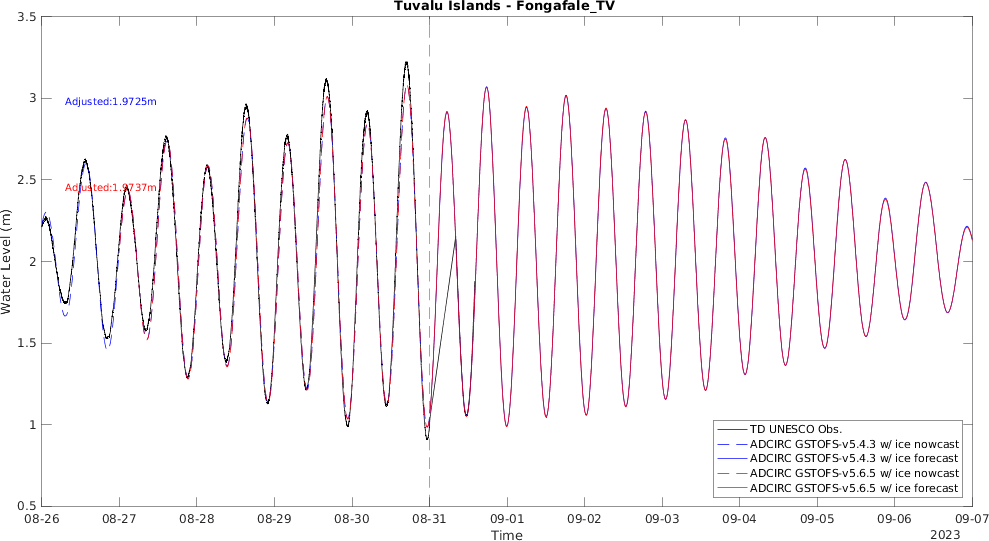 Tuvalu Islands - Fongafale_TV
3.5
3
2.5
2
1.5
1
0.5
Water Level (m)
Adjusted:1.9725m
Adjusted:1.9737m
TD UNESCO Obs.
ADCIRC GSTOFS-v5.4.3 w/ ice nowcast
ADCIRC GSTOFS-v5.4.3 w/ ice forecast
ADCIRC GSTOFS-v5.6.5 w/ ice nowcast
ADCIRC GSTOFS-v5.6.5 w/ ice forecast
08-26 08-27 08-28 08-29 08-30 08-31 09-01 09-02 09-03 09-04 09-05 09-06 09-07
Time
2023